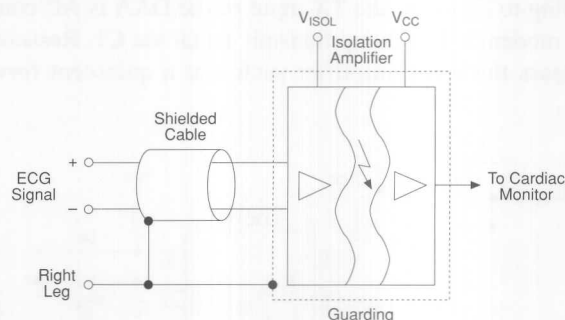 VISOL
VCC
Isolation
Amplifier
Shielded
Cable
+
ECG
Signal
−
To Cardiac
Monitor
Right
Leg
Guarding